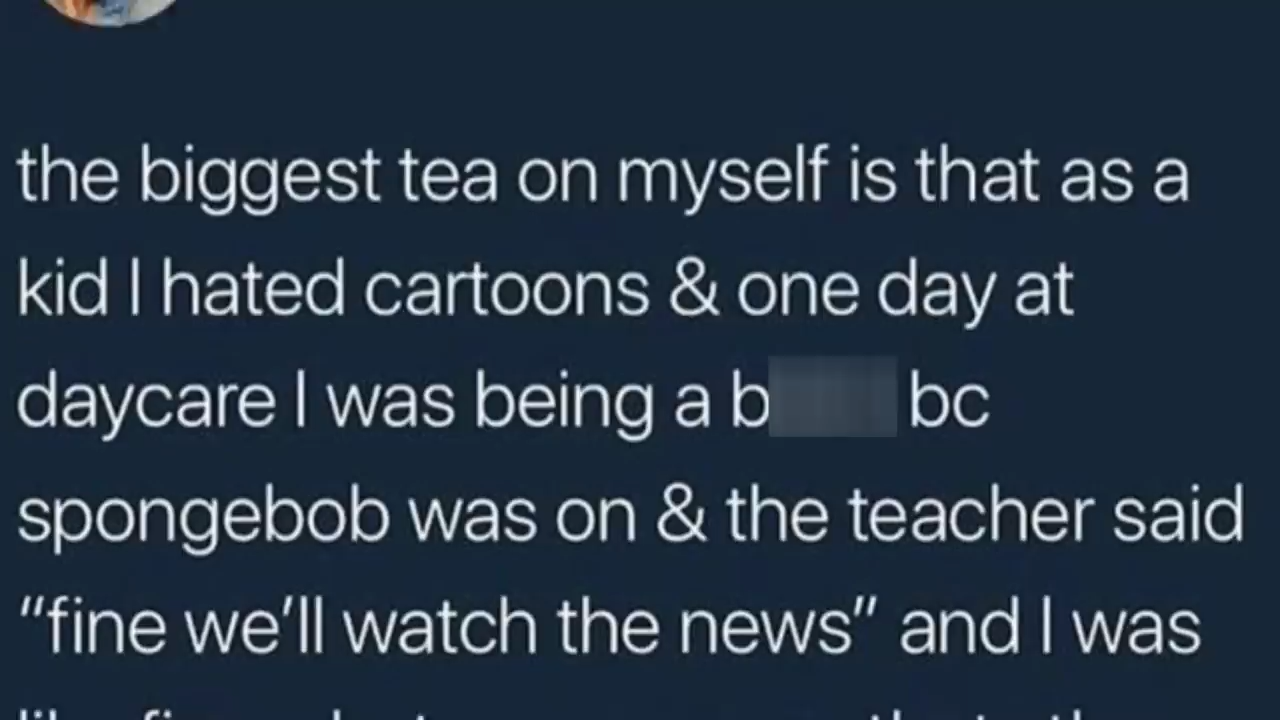 the biggest tea on myself is that as a
kid I hated cartoons & one day at
daycare I was being a b bc
spongebob was on & the teacher said
“fine we’ll watch the news” and I was